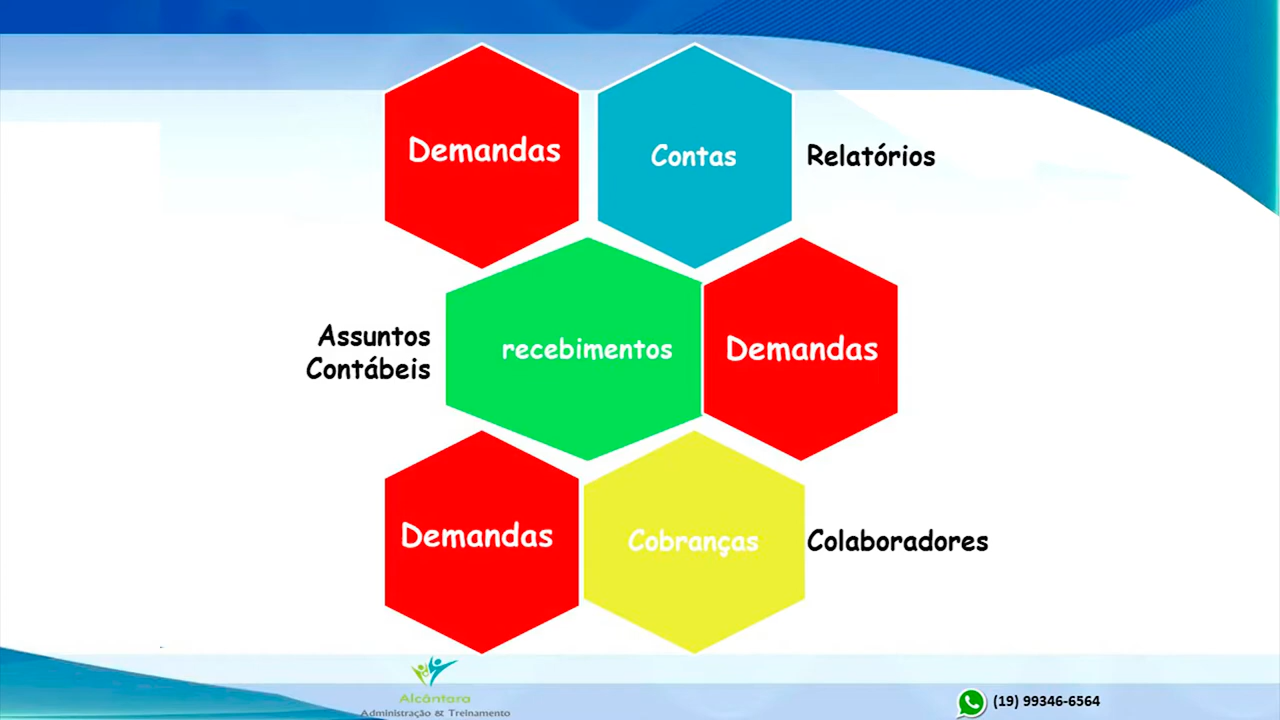 Demandas
Contas
Relatórios
Assuntos
Contábeis
recebimentos
Demandas
Demandas
Cobranças
Colaboradores
Alcântara
Administração & Treinamento
(19) 99346-6564